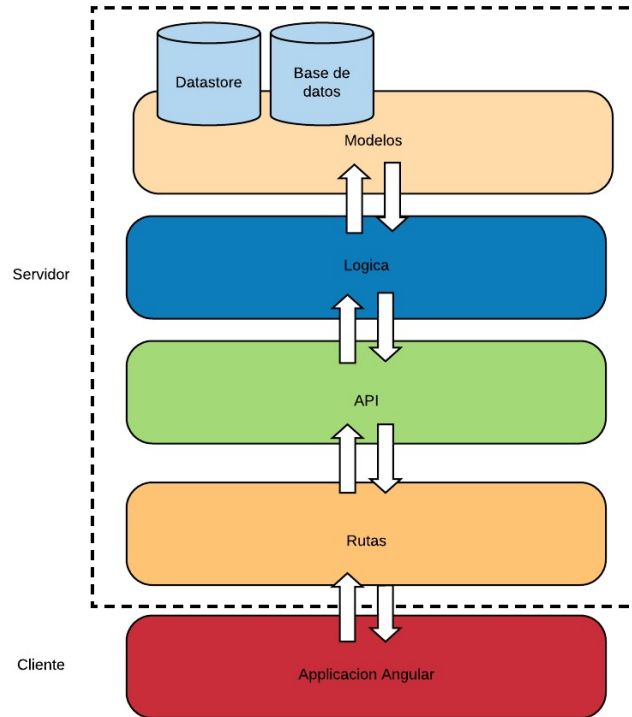 Datastore
Base de
datos
Modelos
Logica
Servidor
API
Rutas
Cliente
Applicacion Angular